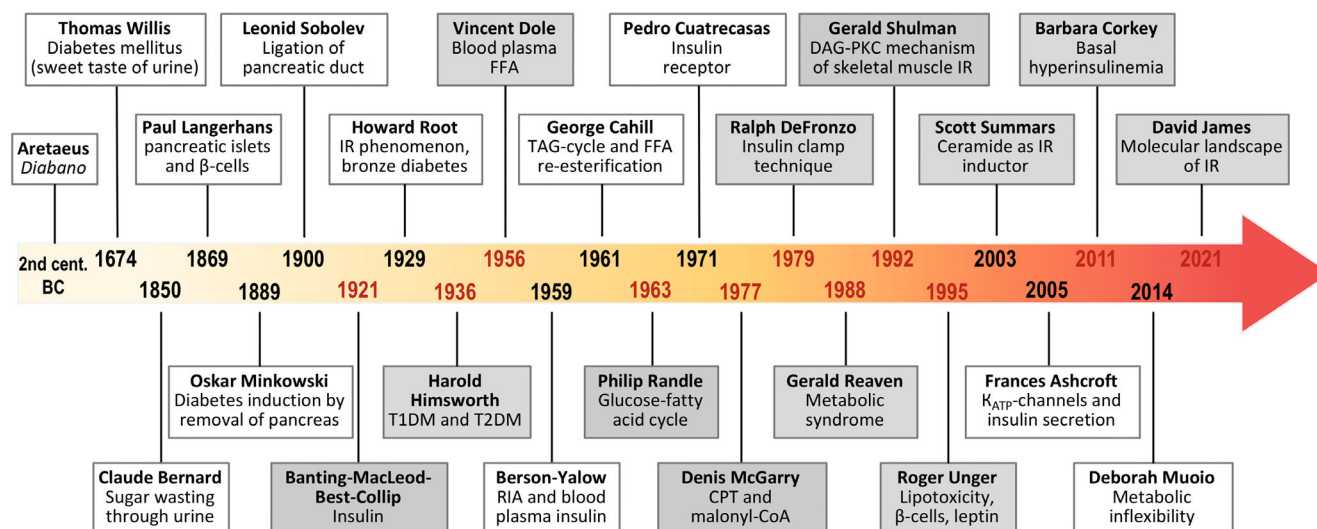 Thomas Willis
Diabetes mellitus
(sweet taste of urine)
Leonid Sobolev
Ligation of
pancreatic duct
Vincent Dole
Blood plasma
FFA
Pedro Cuatrecasas
Insulin
receptor
Gerald Shulman
DAG-PKC mechanism
of skeletal muscle IR
Barbara Corkey
Basal
hyperinsulinemia
Aretaeus
Diabano
Paul Langerhans
pancreatic islets
and β-cells
Howard Root
IR phenomenon,
bronze diabetes
George Cahill
TAG-cycle and FFA
re-esterification
Ralph DeFronzo
Insulin clamp
technique
Scott Summars
Ceramide as IR
inductor
David James
Molecular landscape
of IR
2nd cent.
BC
1674
1869
1900
1929
1956
1961
1971
1979
1992
2003
2011
2021
1850
1889
1921
1936
1959
1963
1977
1988
1995
2005
2014
Oskar Minkowski
Diabetes induction by
removal of pancreas
Harold
Himsworth
T1DM and T2DM
Philip Randle
Glucose-fatty
acid cycle
Gerald Reaven
Metabolic
syndrome
Frances Ashcroft
K_ATP-channels and
insulin secretion
Claude Bernard
Sugar wasting
through urine
Banting-MacLeod-
Best-Collip
Insulin
Berson-Yalow
RIA and blood
plasma insulin
Denis McGarry
CPT and
malonyl-CoA
Roger Unger
Lipotoxicity,
β-cells, leptin
Deborah Muoio
Metabolic
inflexibility